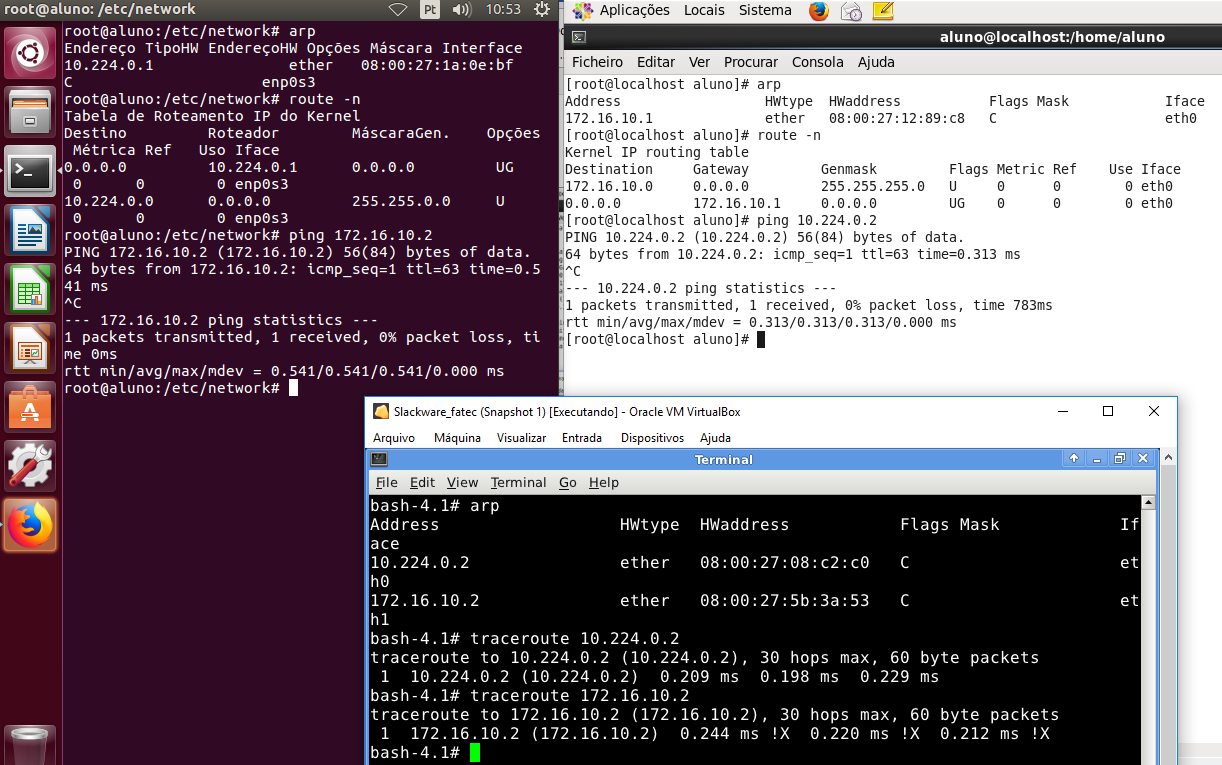 root@aluno: /etc/network
Pt
10:53
root@aluno:/etc/network# arp
Endereço TipoHW EndereçoHW Opções Máscara Interface
10.224.0.1 ether 08:00:27:1a:0e:bf
C enp0s3
root@aluno:/etc/network# route -n
Tabela de Roteamento IP do Kernel
Destino Roteador MáscaraGen. Opções
Métrica Ref Uso Iface
0.0.0.0 10.224.0.1 0.0.0.0 UG
0 0 0 enp0s3
10.224.0.0 0.0.0.0 255.255.0.0 U
0 0 0 enp0s3
root@aluno:/etc/network# ping 172.16.10.2
PING 172.16.10.2 (172.16.10.2) 56(84) bytes of data.
64 bytes from 172.16.10.2: icmp_seq=1 ttl=63 time=0.5
41 ms
^C
--- 172.16.10.2 ping statistics ---
1 packets transmitted, 1 received, 0% packet loss, ti
me 0ms
rtt min/avg/max/mdev = 0.541/0.541/0.541/0.000 ms
root@aluno:/etc/network#
Aplicações Locais Sistema
aluno@localhost:/home/aluno
Ficheiro Editar Ver Procurar Consola Ajuda
[root@localhost aluno]# arp
Address HWtype HWaddress Flags Mask Iface
172.16.10.1 ether 08:00:27:12:89:c8 C eth0
[root@localhost aluno]# route -n
Kernel IP routing table
Destination Gateway Genmask Flags Metric Ref Use Iface
172.16.10.0 0.0.0.0 255.255.255.0 U 0 0 0 eth0
0.0.0.0 172.16.10.1 0.0.0.0 UG 0 0 0 eth0
[root@localhost aluno]# ping 10.224.0.2
PING 10.224.0.2 (10.224.0.2) 56(84) bytes of data.
64 bytes from 10.224.0.2: icmp_seq=1 ttl=63 time=0.313 ms
^C
--- 10.224.0.2 ping statistics ---
1 packets transmitted, 1 received, 0% packet loss, time 783ms
rtt min/avg/max/mdev = 0.313/0.313/0.313/0.000 ms
[root@localhost aluno]#
Slackware_fatec (Snapshot 1) [Executando] - Oracle VM VirtualBox
Arquivo Máquina Visualizar Entrada Dispositivos Ajuda
Terminal
File Edit View Terminal Go Help
bash-4.1# arp
Address HWtype HWaddress Flags Mask If
ace
10.224.0.2 ether 08:00:27:08:c2:c0 C et
h0
172.16.10.2 ether 08:00:27:5b:3a:53 C et
h1
bash-4.1# traceroute 10.224.0.2
traceroute to 10.224.0.2 (10.224.0.2), 30 hops max, 60 byte packets
1 10.224.0.2 (10.224.0.2) 0.209 ms 0.198 ms 0.229 ms
bash-4.1# traceroute 172.16.10.2
traceroute to 172.16.10.2 (172.16.10.2), 30 hops max, 60 byte packets
1 172.16.10.2 (172.16.10.2) 0.244 ms !X 0.220 ms !X 0.212 ms !X
bash-4.1#